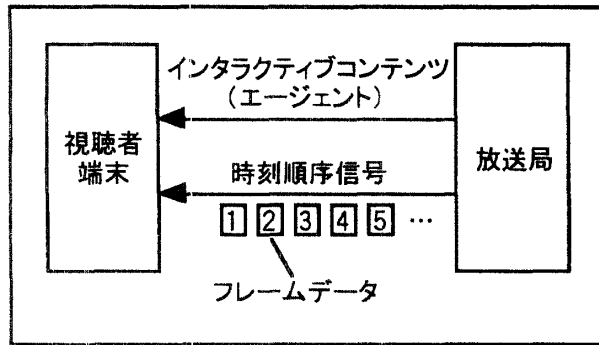 インタラクティブコンテンツ
（エージェント）
視聴者
端末
放送局
時刻順序信号
1 2 3 4 5 …
フレームデータ